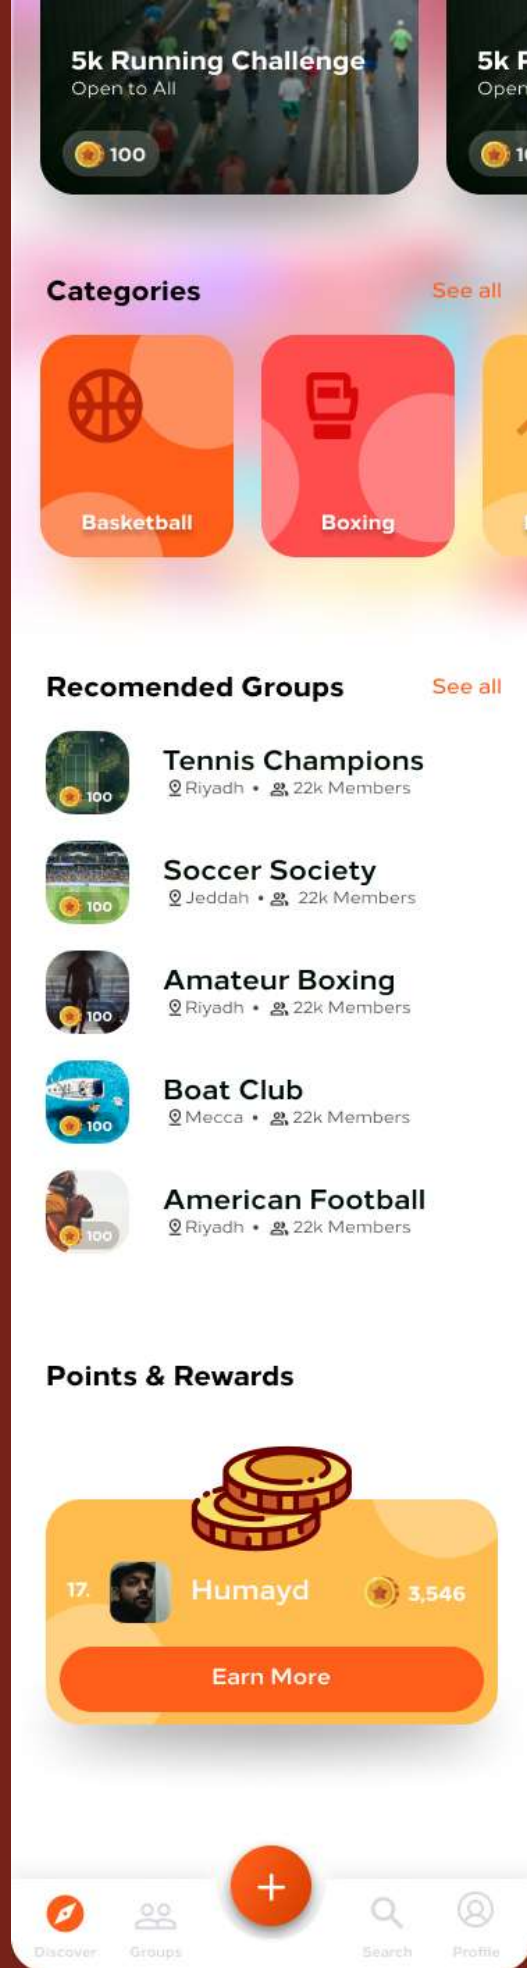 5k Running Challenge
Open to All
100
5k
Open
Categories
See all
Basketball
Boxing
Recomended Groups
See all
Tennis Champions
Riyadh • 22k Members
100
Soccer Society
Jeddah • 22k Members
100
Amateur Boxing
Riyadh • 22k Members
100
Boat Club
Mecca • 22k Members
100
American Football
Riyadh • 22k Members
100
Points & Rewards
17. Humayd 3,546
Earn More
Discover Groups Search Profile